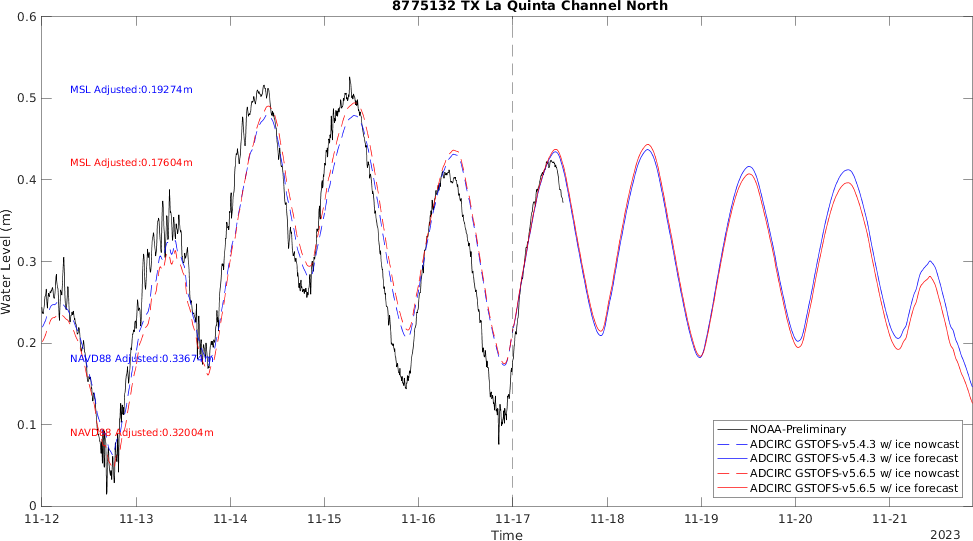 8775132 TX La Quinta Channel North
0.6
0.5
0.4
0.3
0.2
0.1
0
Water Level (m)
MSL Adjusted:0.19274m
MSL Adjusted:0.17604m
NAVD88 Adjusted:0.33674m
NAVD88 Adjusted:0.32004m
NOAA-Preliminary
ADCIRC GSTOFS-v5.4.3 w/ ice nowcast
ADCIRC GSTOFS-v5.4.3 w/ ice forecast
ADCIRC GSTOFS-v5.6.5 w/ ice nowcast
ADCIRC GSTOFS-v5.6.5 w/ ice forecast
11-12 11-13 11-14 11-15 11-16 11-17 11-18 11-19 11-20 11-21
Time
2023